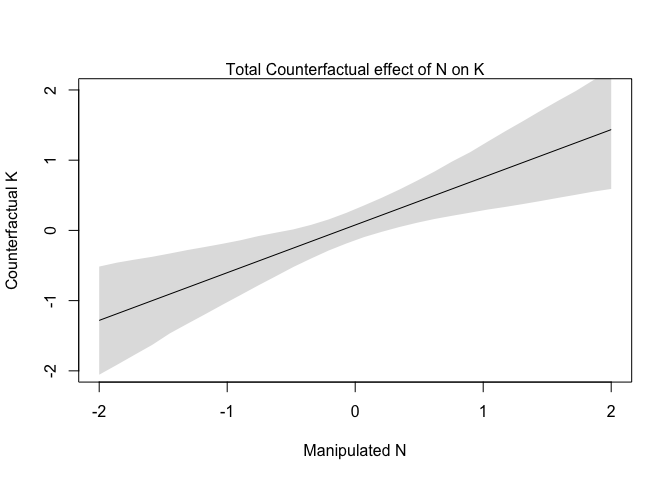 Total Counterfactual effect of N on K
Counterfactual K
2
1
0
-1
-2
-2 -1 0 1 2
Manipulated N